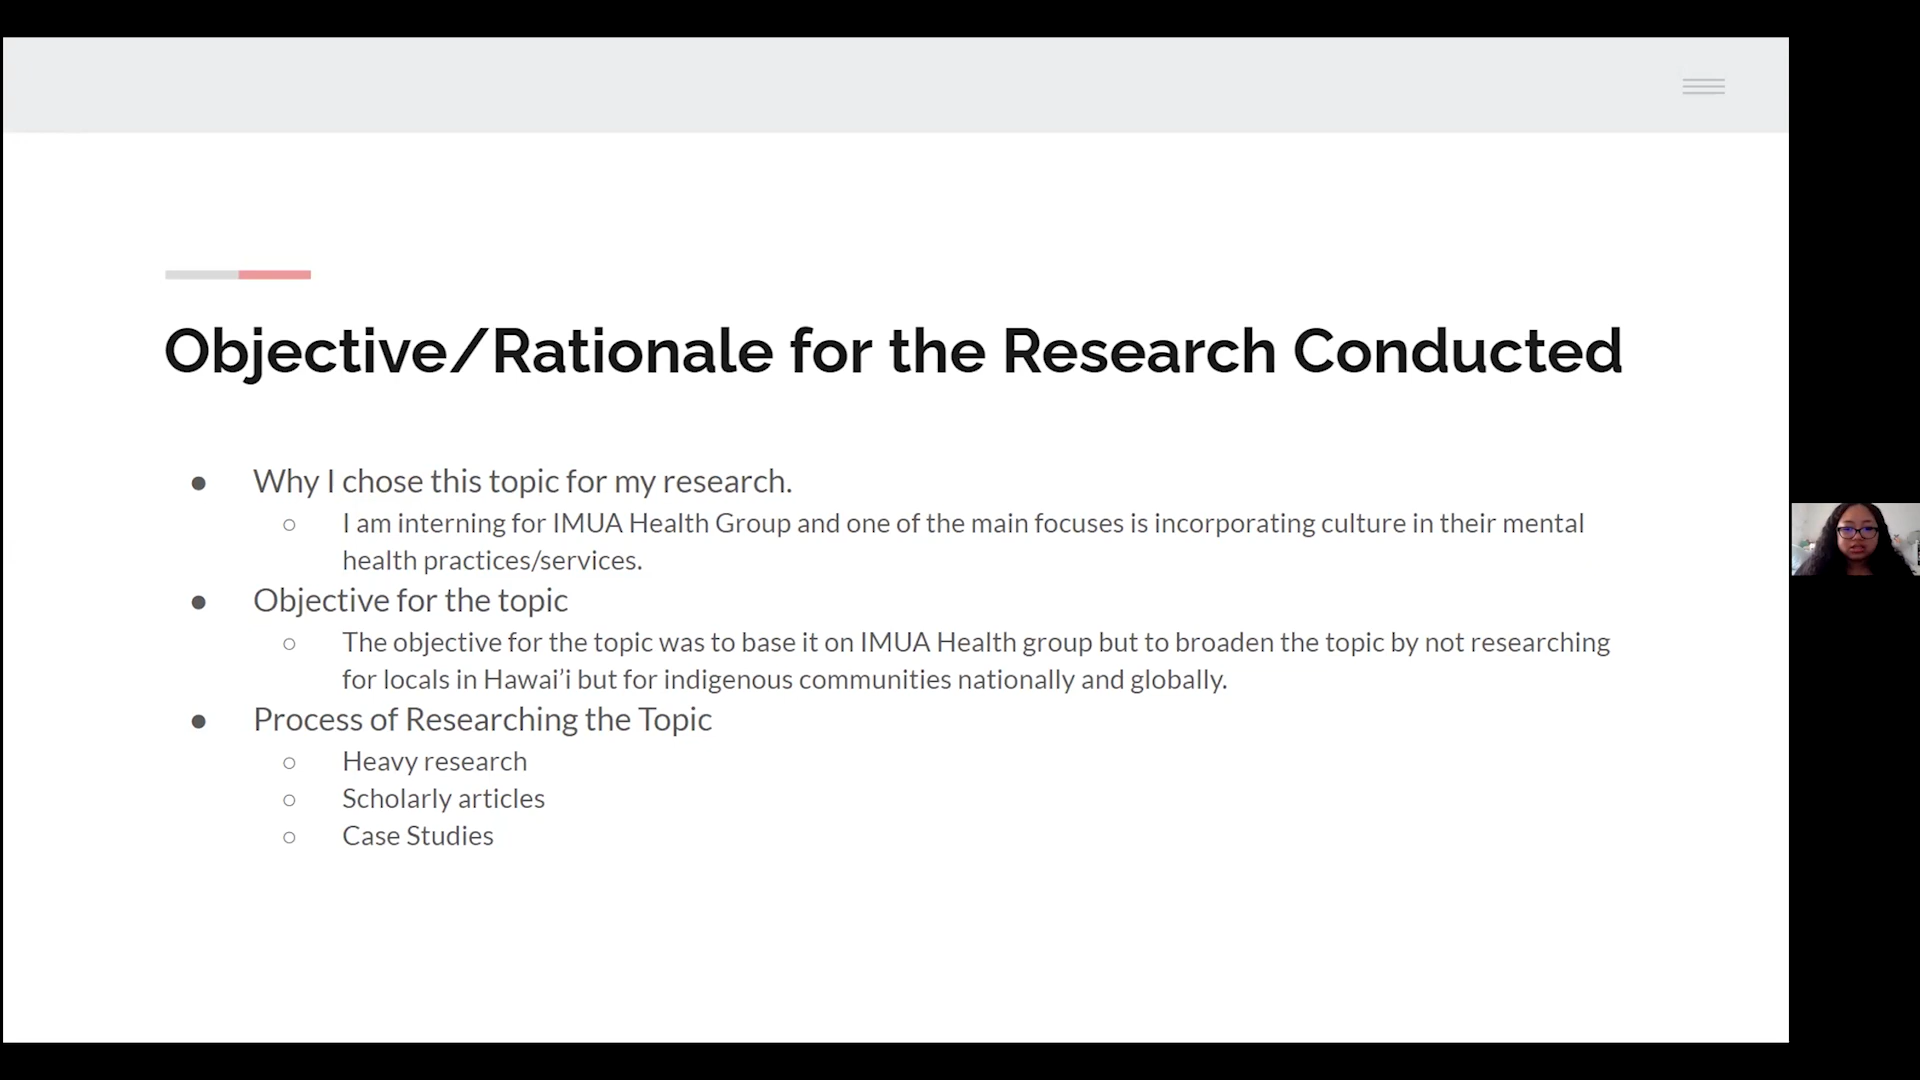 Objective/Rationale for the Research Conducted
● Why I chose this topic for my research.
○ I am interning for IMUA Health Group and one of the main focuses is incorporating culture in their mental
health practices/services.
● Objective for the topic
○ The objective for the topic was to base it on IMUA Health group but to broaden the topic by not researching
for locals in Hawai’i but for indigenous communities nationally and globally.
● Process of Researching the Topic
○ Heavy research
○ Scholarly articles
○ Case Studies